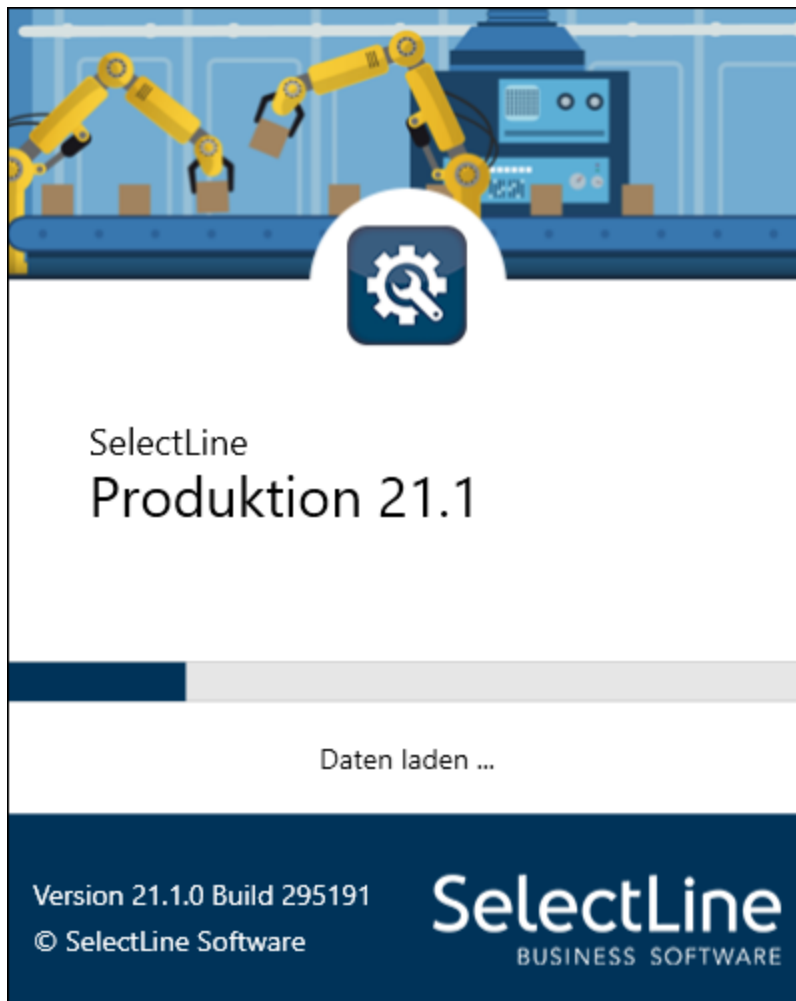 SelectLine
Produktion 21.1
Daten laden ...
Version 21.1.0 Build 295191
© SelectLine Software
SelectLine
BUSINESS SOFTWARE